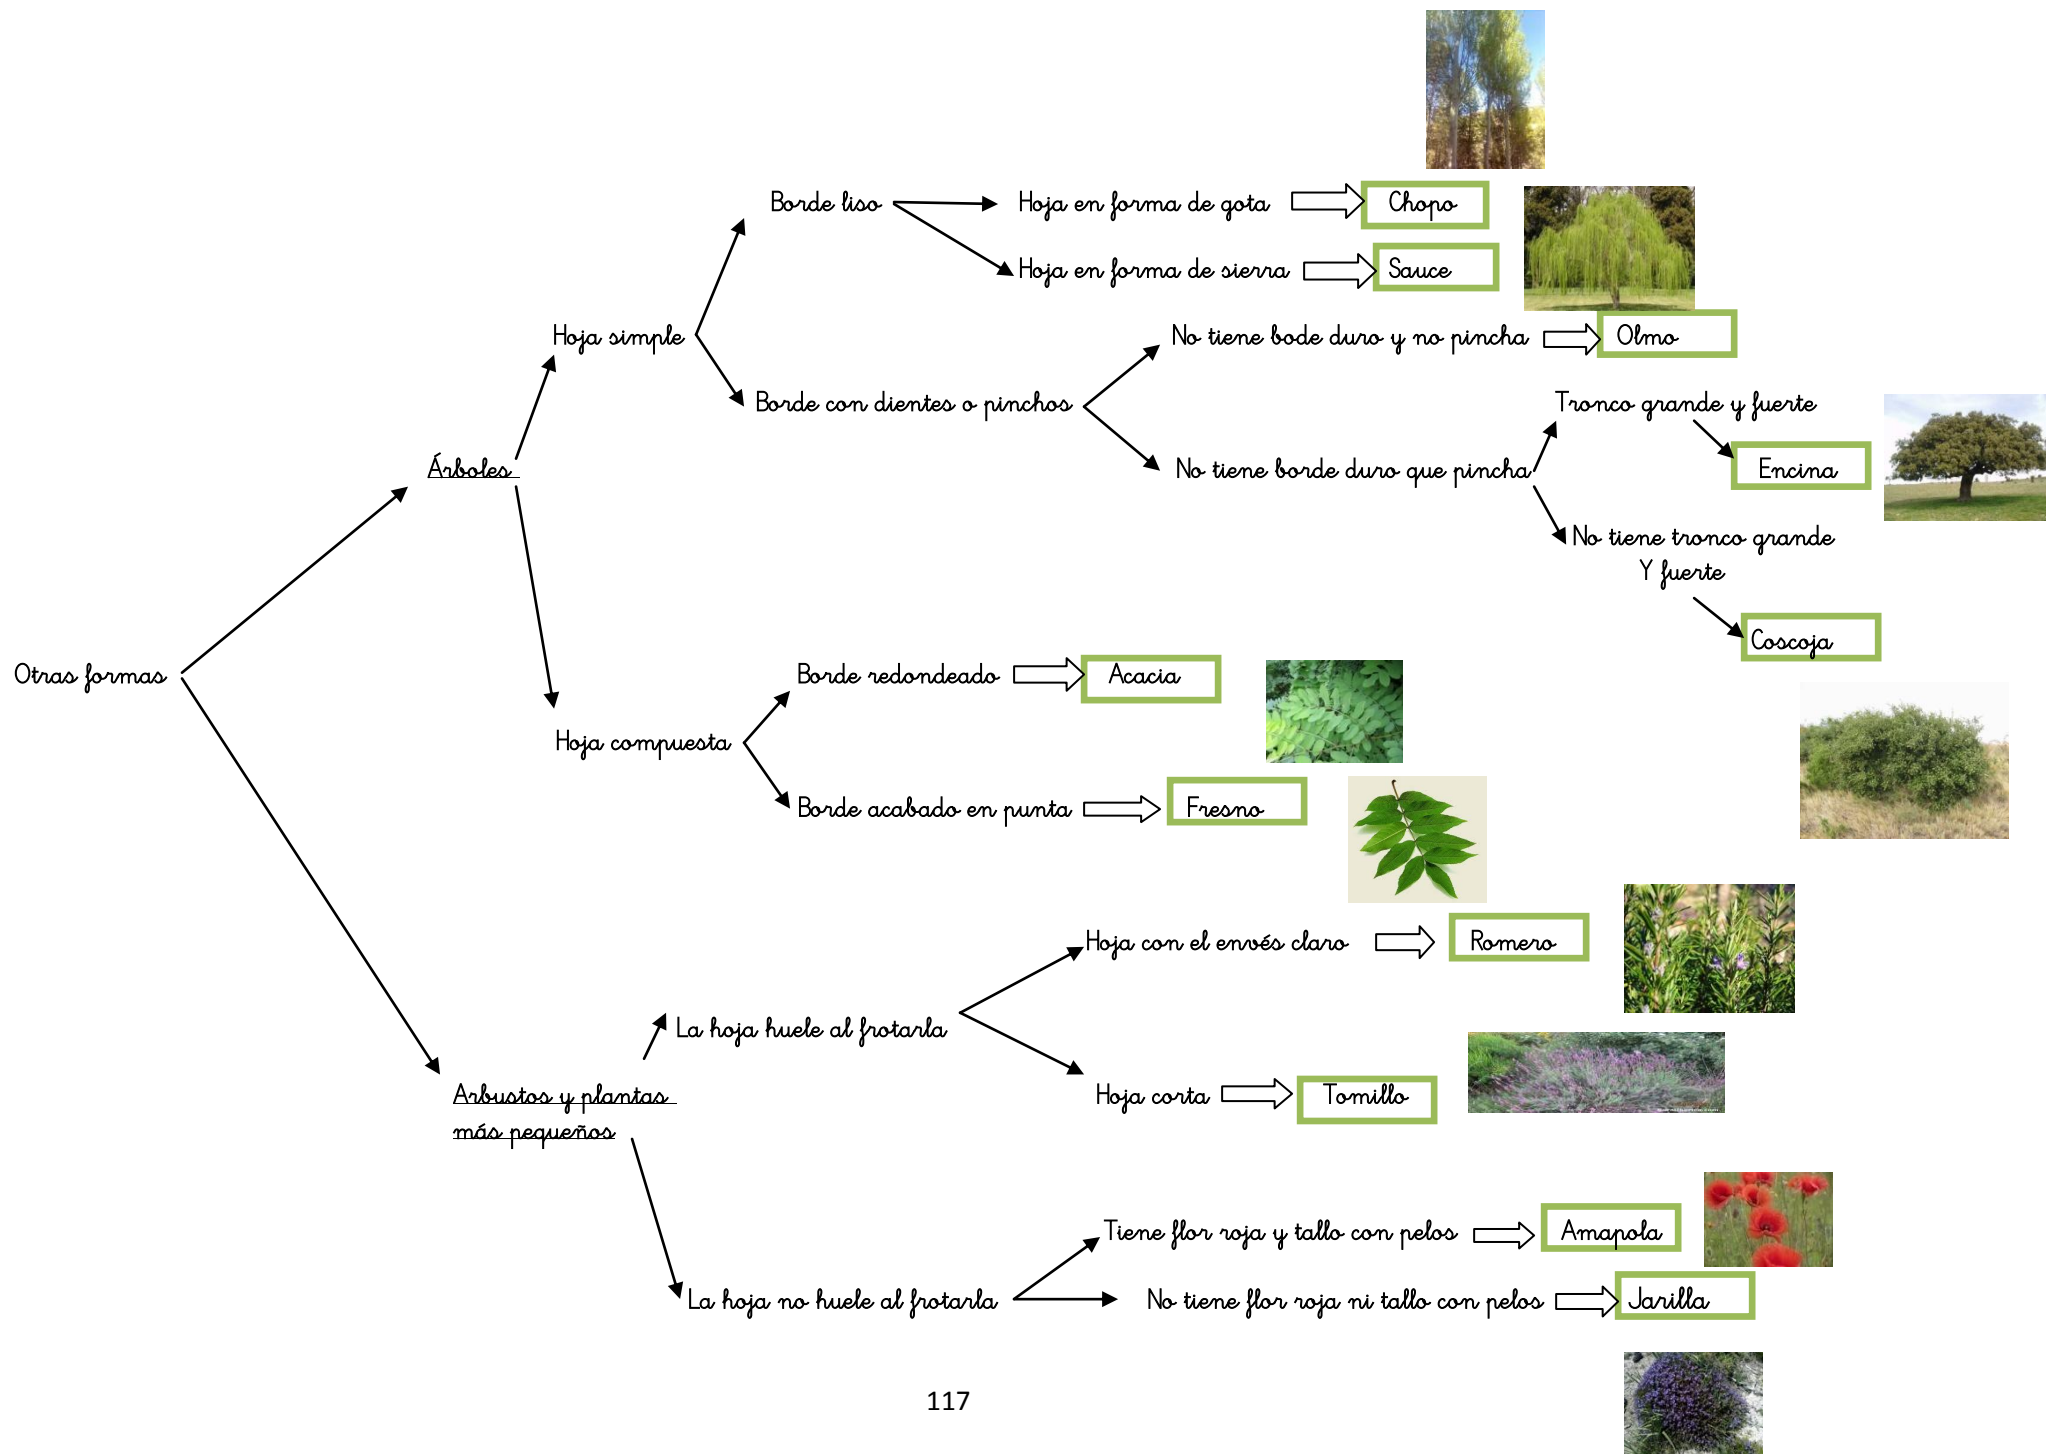 Borde liso
Hoja en forma de gota
Chopo
Hoja en forma de sierra
Sauce
Hoja simple
No tiene bode duro y no pincha
Olmo
Borde con dientes o pinchos
Tronco grande y fuerte
Árboles
No tiene borde duro que pincha
Encina
No tiene tronco grande
Y fuerte
Coscoja
Otras formas
Borde redondeado
Acacia
Hoja compuesta
Borde acabado en punta
Fresno
Hoja con el envés claro
Romero
La hoja huele al frotarla
Arbustos y plantas
más pequeños
Hoja corta
Tomillo
Tiene flor roja y tallo con pelos
Amapola
La hoja no huele al frotarla
No tiene flor roja ni tallo con pelos
Jarilla
117